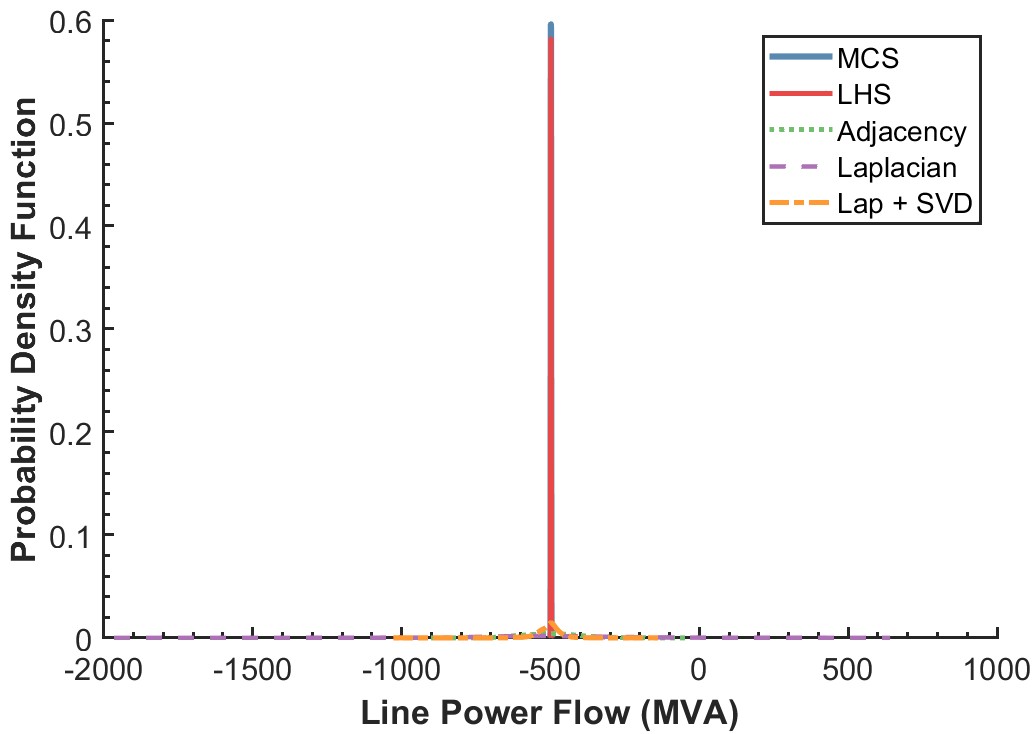 0.6
0.5
0.4
0.3
0.2
0.1
0
Probability Density Function
MCS
LHS
Adjacency
Laplacian
Lap + SVD
-2000 -1500 -1000 -500 0 500 1000
Line Power Flow (MVA)